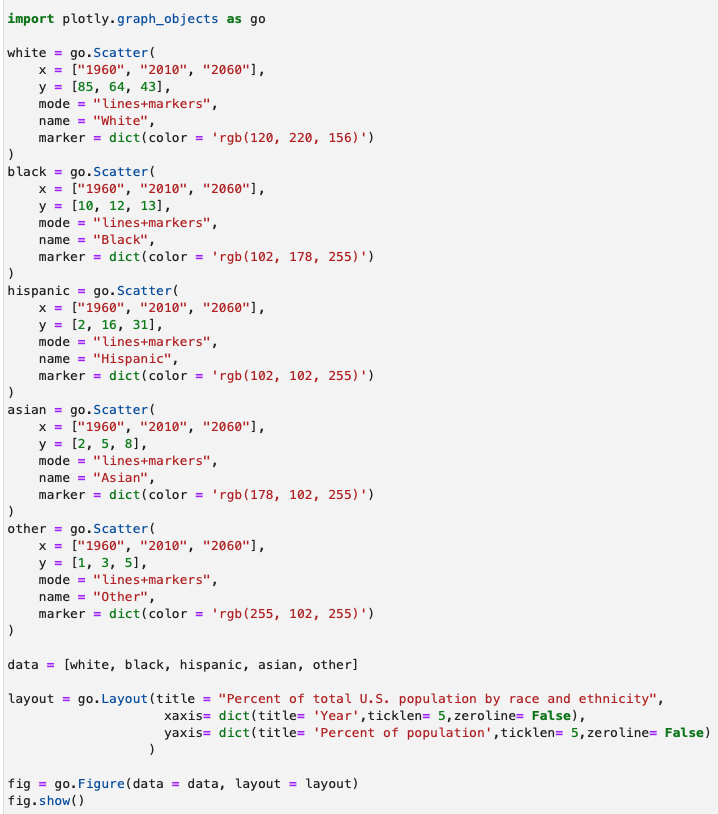 import plotly.graph_objects as go
white = go.Scatter(
    x = ["1960", "2010", "2060"],
    y = [85, 64, 43],
    mode = "lines+markers",
    name = "White",
    marker = dict(color = 'rgb(120, 220, 156)')
)
black = go.Scatter(
    x = ["1960", "2010", "2060"],
    y = [10, 12, 13],
    mode = "lines+markers",
    name = "Black",
    marker = dict(color = 'rgb(102, 178, 255)')
)
hispanic = go.Scatter(
    x = ["1960", "2010", "2060"],
    y = [2, 16, 31],
    mode = "lines+markers",
    name = "Hispanic",
    marker = dict(color = 'rgb(102, 102, 255)')
)
asian = go.Scatter(
    x = ["1960", "2010", "2060"],
    y = [2, 5, 8],
    mode = "lines+markers",
    name = "Asian",
    marker = dict(color = 'rgb(178, 102, 255)')
)
other = go.Scatter(
    x = ["1960", "2010", "2060"],
    y = [1, 3, 5],
    mode = "lines+markers",
    name = "Other",
    marker = dict(color = 'rgb(255, 102, 255)')
)
data = [white, black, hispanic, asian, other]
layout = go.Layout(title = "Percent of total U.S. population by race and ethnicity",
                    xaxis= dict(title= 'Year',ticklen= 5,zeroline= False),
                    yaxis= dict(title= 'Percent of population',ticklen= 5,zeroline= False)
                  )
fig = go.Figure(data = data, layout = layout)
fig.show()